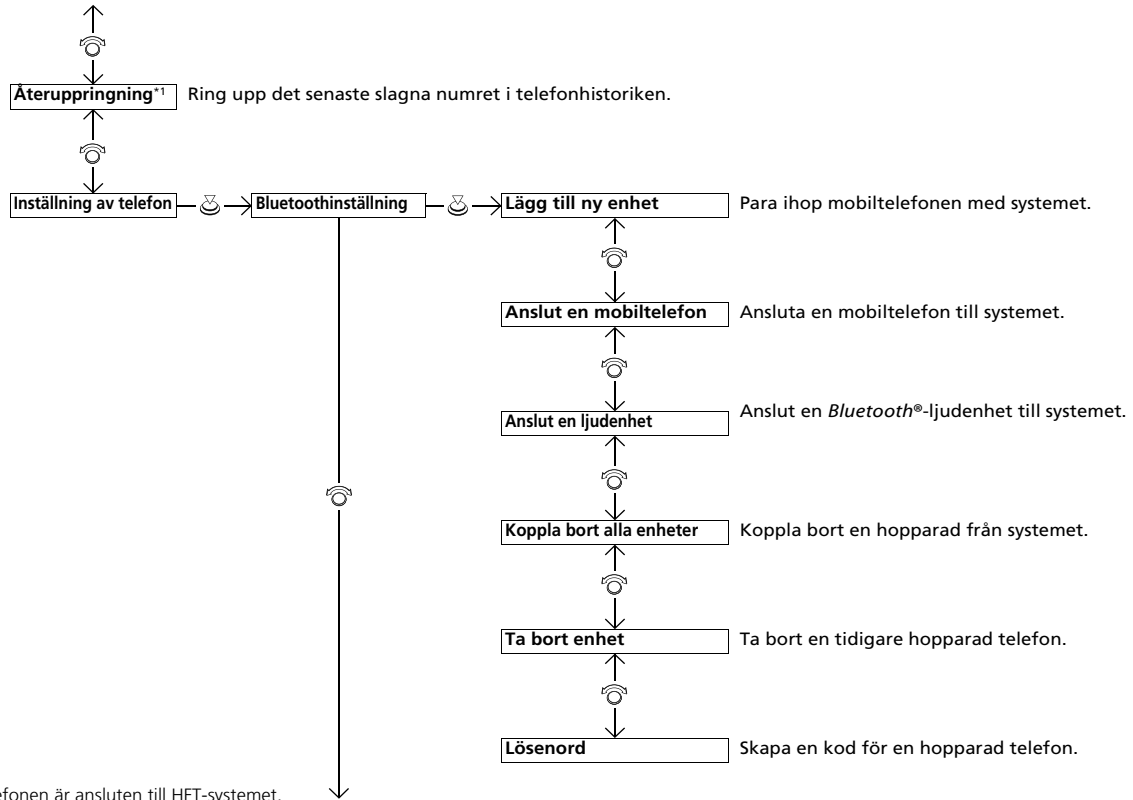 Återuppringning*1 Ring upp det senaste slagna numret i telefonhistoriken.
Inställning av telefon Bluetoothinställning Lägg till ny enhet Para ihop mobiltelefonen med systemet.
Anslut en mobiltelefon Ansluta en mobiltelefon till systemet.
Anslut en ljudenhet Anslut en Bluetooth®-ljudenhet till systemet.
Koppla bort alla enheter Koppla bort en hopparad från systemet.
Ta bort enhet Ta bort en tidigare hopparad telefon.
Lösenord Skapa en kod för en hopparad telefon.
är ansluten till HFT-systemet.